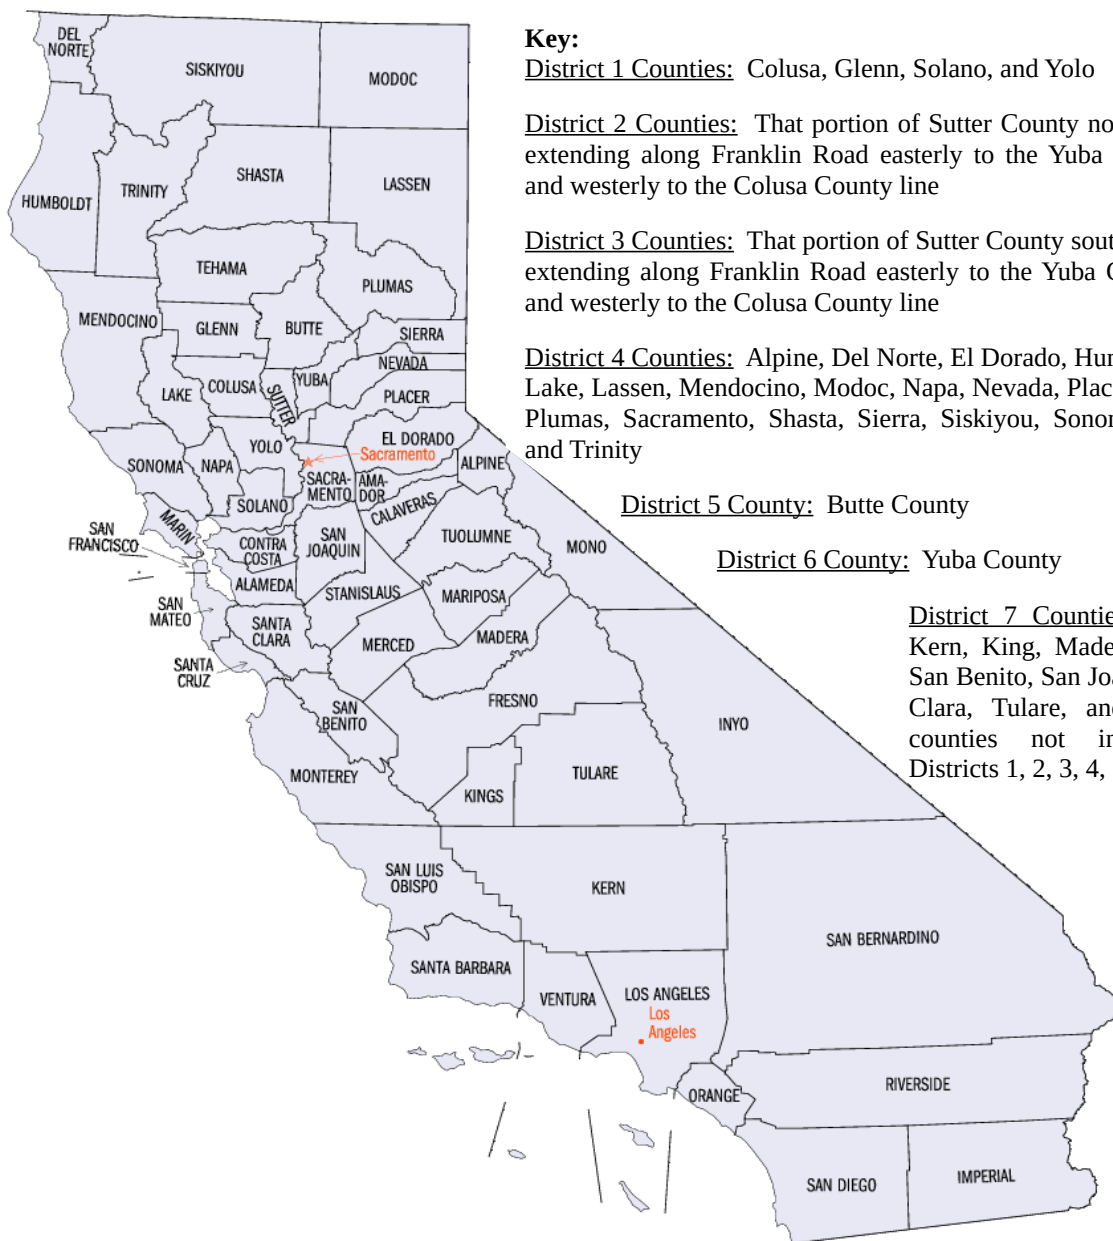 Key:
District 1 Counties: Colusa, Glenn, Solano, and Yolo
District 2 Counties: That portion of Sutter County no
extending along Franklin Road easterly to the Yuba
and westerly to the Colusa County line
District 3 Counties: That portion of Sutter County sout
extending along Franklin Road easterly to the Yuba C
and westerly to the Colusa County line
District 4 Counties: Alpine, Del Norte, El Dorado, Hum
Lake, Lassen, Mendocino, Modoc, Napa, Nevada, Plac
Plumas, Sacramento, Shasta, Sierra, Siskiyou, Sonom
and Trinity
District 5 County: Butte County
District 6 County: Yuba County
District 7 Countie
Kern, King, Made
San Benito, San Joa
Clara, Tulare, and
counties not in
Districts 1, 2, 3, 4,
DEL
NORTE
SISKIYOU
MODOC
HUMBOLDT
TRINITY
SHASTA
LASSEN
TEHAMA
PLUMAS
MENDOCINO
GLENN
BUTTE
SIERRA
NEVADA
LAKE
COLUSA
SUTTER
YUBA
PLACER
SONOMA
NAPA
YOLO
EL DORADO
Sacramento
ALPINE
SOLANO
SACRA-
MENTO
AMA-
DOR
CALAVERAS
MARIN
SAN
FRANCISCO
CONTRA
COSTA
SAN
JOAQUIN
TUOLUMNE
MONO
ALAMEDA
STANISLAUS
MARIPOSA
SAN
MATEO
SANTA
CLARA
MERCED
MADERA
SANTA
CRUZ
SAN
BENITO
FRESNO
INYO
MONTEREY
KINGS
TULARE
SAN LUIS
OBISPO
KERN
SAN BERNARDINO
SANTA BARBARA
VENTURA
LOS ANGELES
Los
Angeles
ORANGE
RIVERSIDE
SAN DIEGO
IMPERIAL